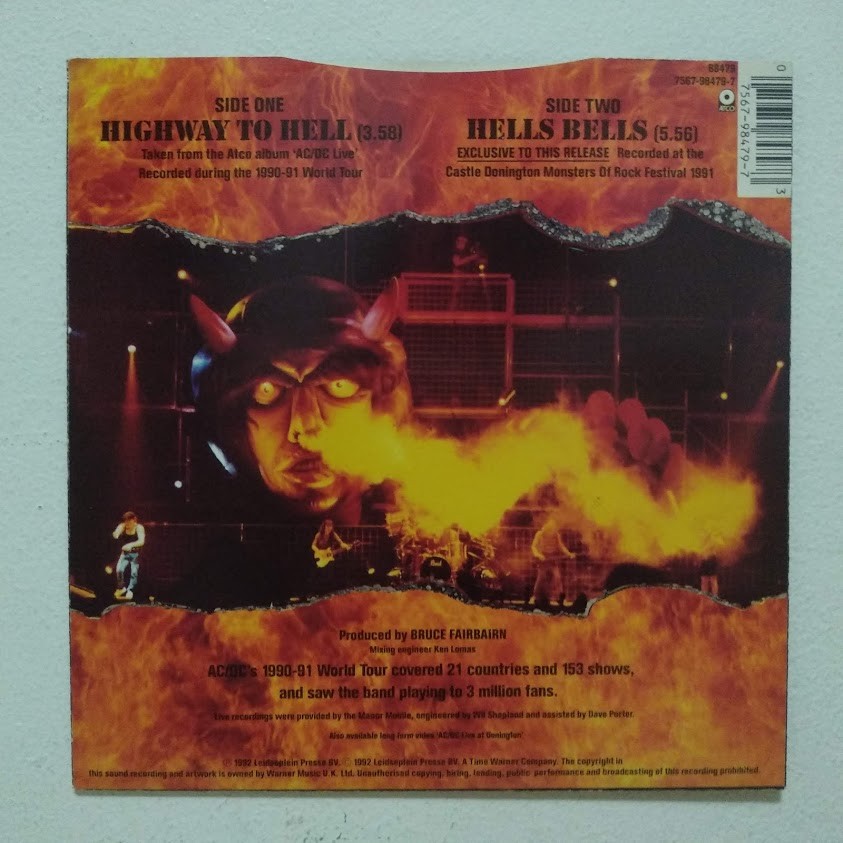 B8479
7567-98479-7
ATCO
0
7567-98479-7
3
SIDE ONE
HIGHWAY TO HELL (3.58)
Taken from the Atco album 'AC/DC Live'
Recorded during the 1990-91 World Tour
SIDE TWO
HELLS BELLS (5.56)
EXCLUSIVE TO THIS RELEASE Recorded at the
Castle Donington Monsters Of Rock Festival 1991
Produced by BRUCE FAIRBAIRN
Mixing engineer Ken Lomas
AC/DC's 1990-91 World Tour covered 21 countries and 153 shows,
and saw the band playing to 3 million fans.
Live recordings were provided by the Manor Mobile, engineered by Wil Shapland and assisted by Dave Porter
Also available long-form video 'AC/DC Live at Donington'
℗ 1992 Leidseplein Presse BV. © 1992 Leidseplein Presse BV. A Time Warner Company. The copyright in
this sound recording and artwork is owned by Warner Music U.K. Ltd. Unauthorised copying, hiring, lending, public performance and broadcasting of this recording prohibited.